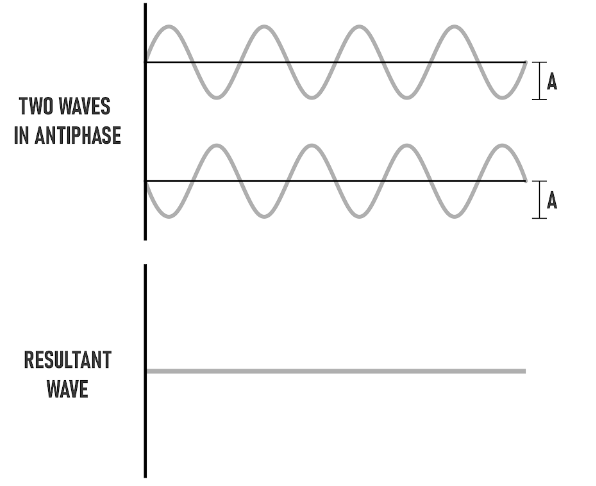 A
TWO WAVES
IN ANTIPHASE
A
RESULTANT
WAVE